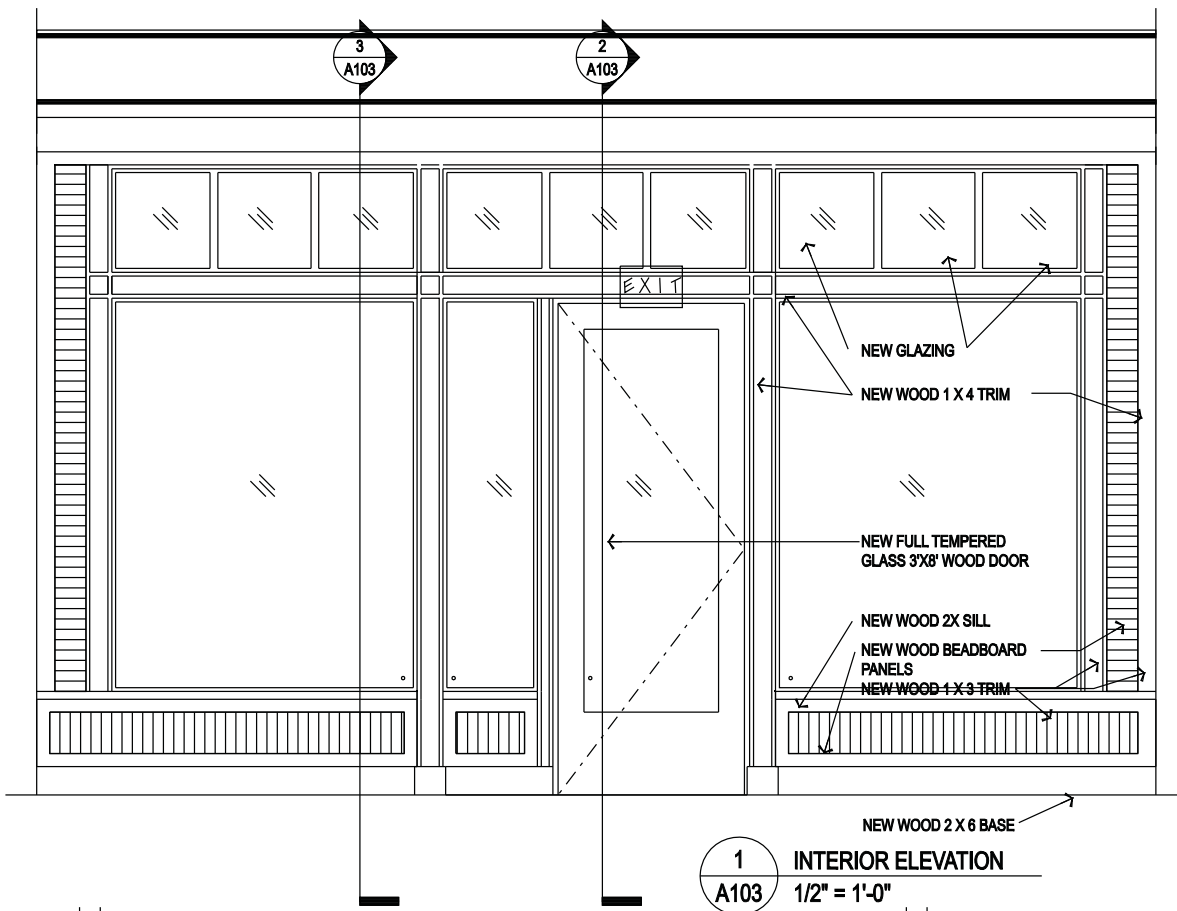 3
A103
2
A103
EXIT
NEW GLAZING
NEW WOOD 1 X 4 TRIM
NEW FULL TEMPERED
GLASS 3'X8' WOOD DOOR
NEW WOOD 2X SILL
NEW WOOD BEADBOARD
PANELS
NEW WOOD 1 X 3 TRIM
NEW WOOD 2 X 6 BASE
1
A103
INTERIOR ELEVATION
1/2" = 1'-0"